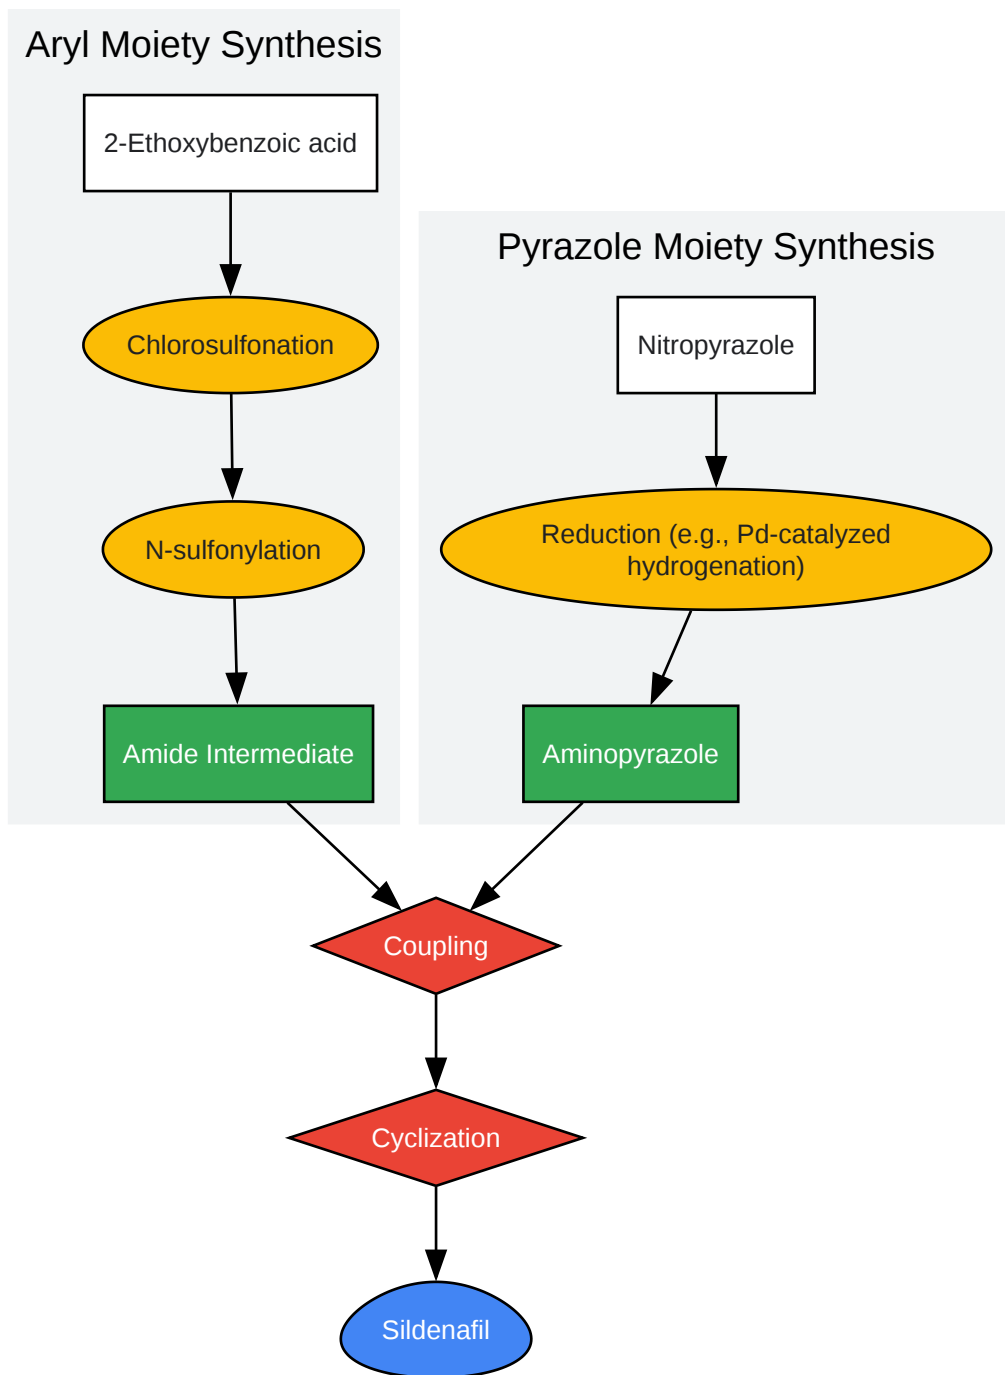 Aryl Moiety Synthesis
2-Ethoxybenzoic acid
Chlorosulfonation
N-sulfonylation
Amide Intermediate
Pyrazole Moiety Synthesis
Nitropyrazole
Reduction (e.g., Pd-catalyzed
hydrogenation)
Aminopyrazole
Coupling
Cyclization
Sildenafil